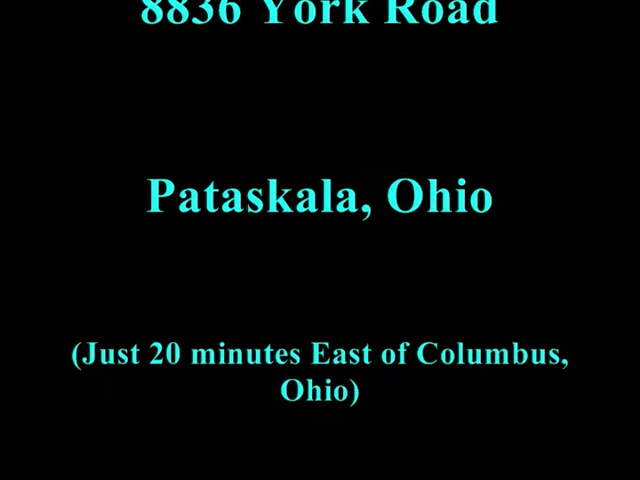 8836 York Road
Pataskala, Ohio
(Just 20 minutes East of Columbus,
Ohio)